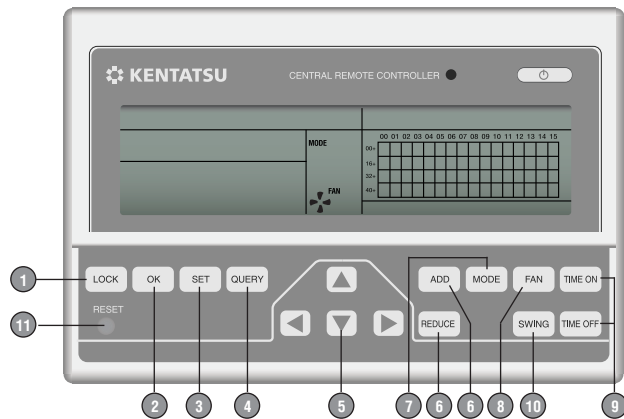 KENTATSU
CENTRAL REMOTE CONTROLLER
00 01 02 03 04 05 06 07 08 09 10 11 12 13 14 15
MODE
00+
16+
32+
40+
FAN
1
LOCK
OK
SET
QUERY
ADD
MODE
FAN
TIME ON
11
RESET
REDUCE
SWING
TIME OFF
2
3
4
5
7
6
6
8
10
9